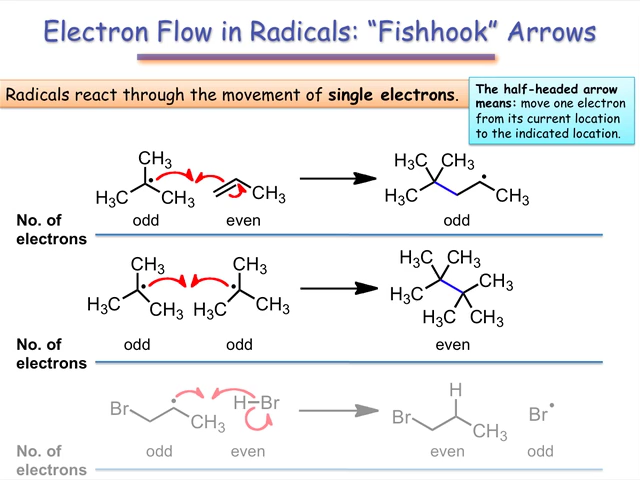 Electron Flow in Radicals: “Fishhook” Arrows
Radicals react through the movement of single electrons.
The half-headed arrow
means: move one electron
from its current location
to the indicated location.
CH₃
H₃C CH₃
CH₃
H₃C CH₃
H₃C
CH₃
No. of
electrons
odd even odd
CH₃ CH₃
H₃C CH₃ H₃C CH₃
H₃C CH₃
H₃C CH₃
H₃C CH₃
No. of
electrons
odd odd even
Br CH₃
H–Br
H
Br CH₃
Br•
No. of
electrons
odd even even odd